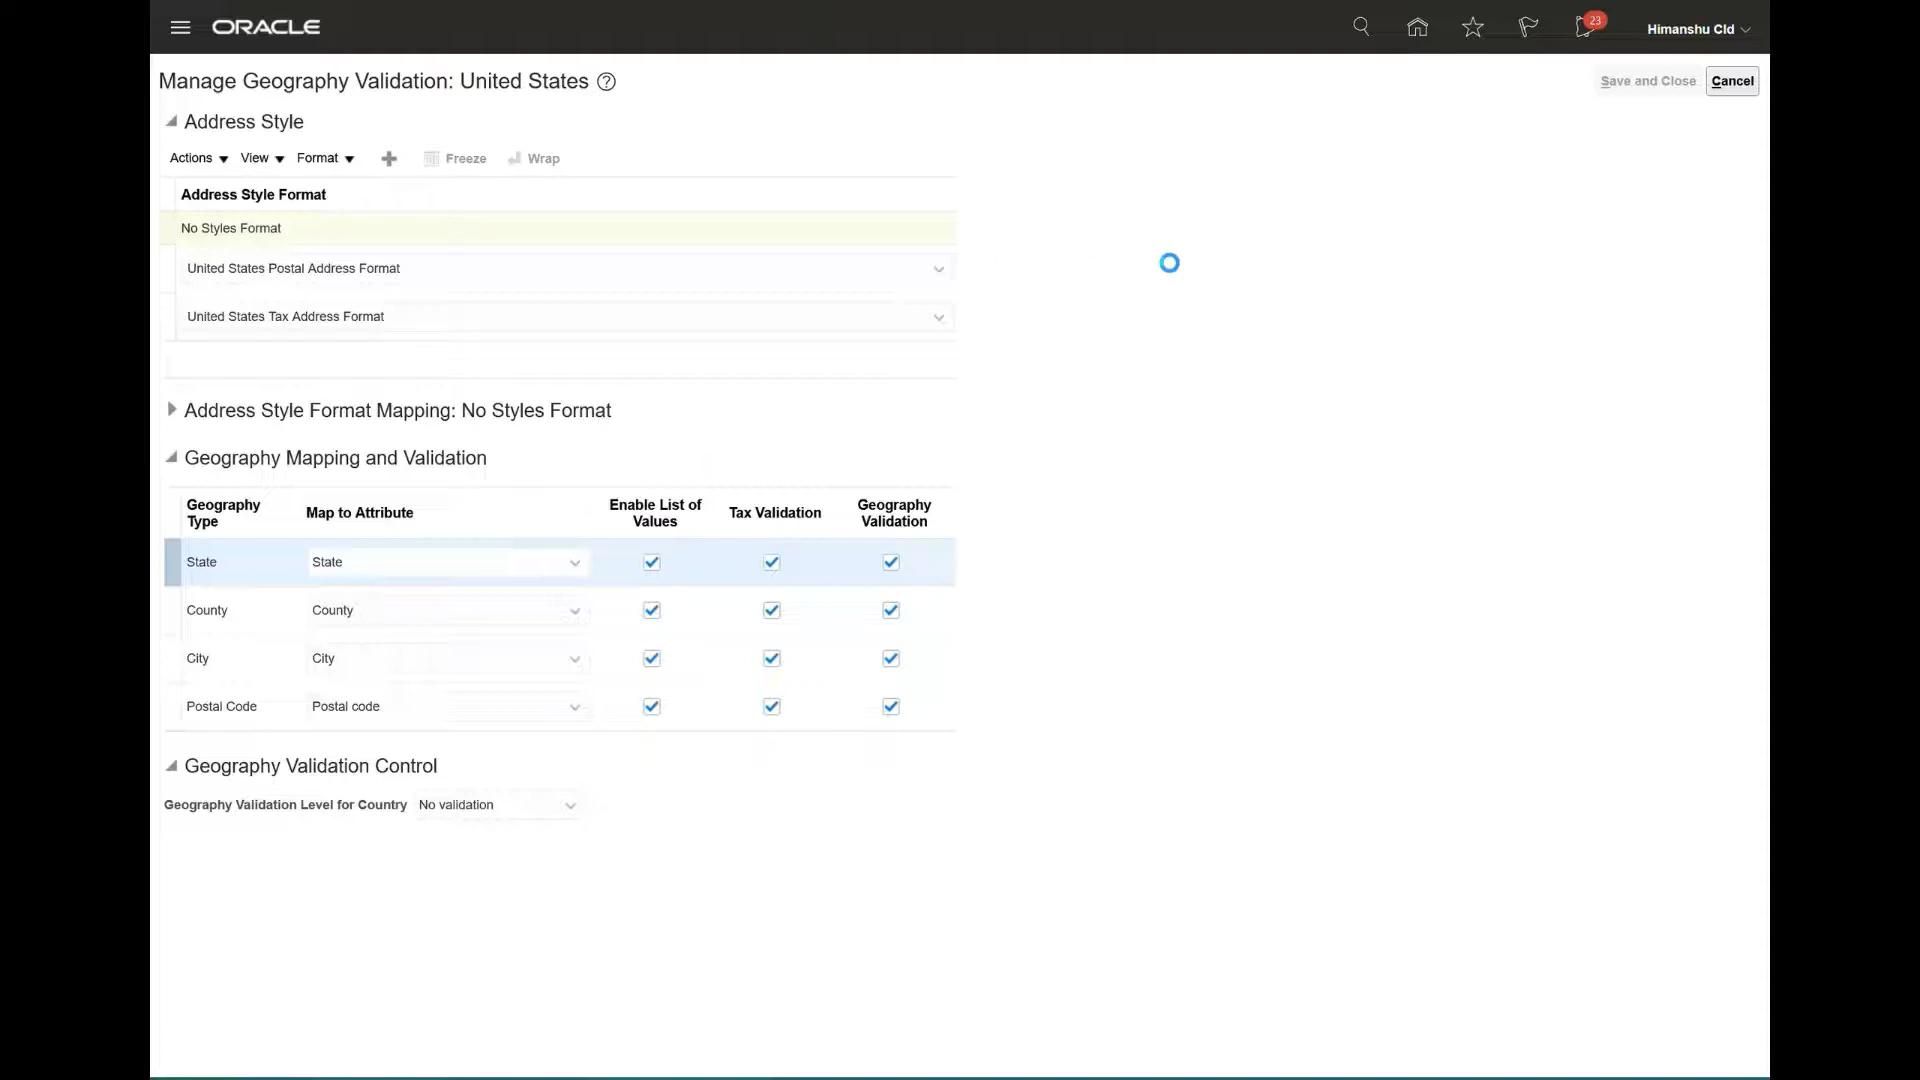 ORACLE
23
Himanshu Cld
Manage Geography Validation: United States ?
Save and Close
Cancel
Address Style
Actions View Format Freeze Wrap
Address Style Format
No Styles Format
United States Postal Address Format
United States Tax Address Format
Address Style Format Mapping: No Styles Format
Geography Mapping and Validation
Geography Type Map to Attribute Enable List of Values Tax Validation Geography Validation
State State
County County
City City
Postal Code Postal code
Geography Validation Control
Geography Validation Level for Country No validation